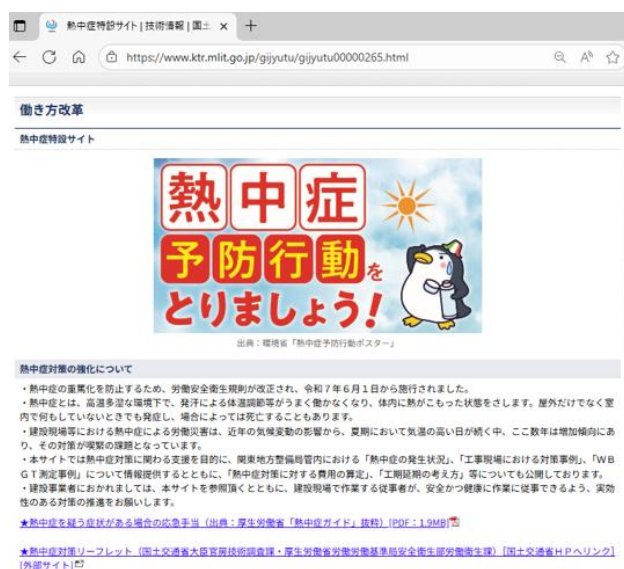 熱中症特設サイト | 技術情報 | 国土
https://www.ktr.mlit.go.jp/gijyutu/gijyutu00000265.html
働き方改革
熱中症特設サイト
熱中症
予防行動を
とりましょう!
出典:環境省「熱中症予防行動ポスター」
熱中症対策の強化について
・熱中症の重篤化を防止するため、労働安全衛生規則が改正され、令和7年6月1日から施行されました。
・熱中症とは、高温多湿な環境下で、発汗による体温調節等がうまく働かなくなり、体内に熱がこもった状態をさします。屋外だけでなく室
内で何もしていないときでも発症し、場合によっては死亡することもあります。
・建設現場等における熱中症による労働災害は、近年の気候変動の影響から、夏期において気温の高い日が続く中、ここ数年は増加傾向にあ
り、その対策が喫緊の課題となっています。
・本サイトでは熱中症対策に関わる支援を目的に、関東地方整備局管内における「熱中症の発生状況」、「工事現場における対策事例」、「WB
GT測定事例」について情報提供するとともに、「熱中症対策に対する費用の算定」、「工期延期の考え方」等についても公開しております。
・建設事業者におかれましては、本サイトを参照頂くとともに、建設現場で作業する従事者が、安全かつ健康に作業に従事できるよう、実効
性のある対策の推進をお願いします。
★熱中症を疑う症状がある場合の応急手当(出典:厚生労働省「熱中症ガイド」抜粋)[PDF:1.9MB]
★熱中症対策リーフレット(国土交通省大臣官房技術調査課・厚生労働省労働基準局安全衛生部労働衛生課)[国土交通省HPへリンク]
[外部サイト]